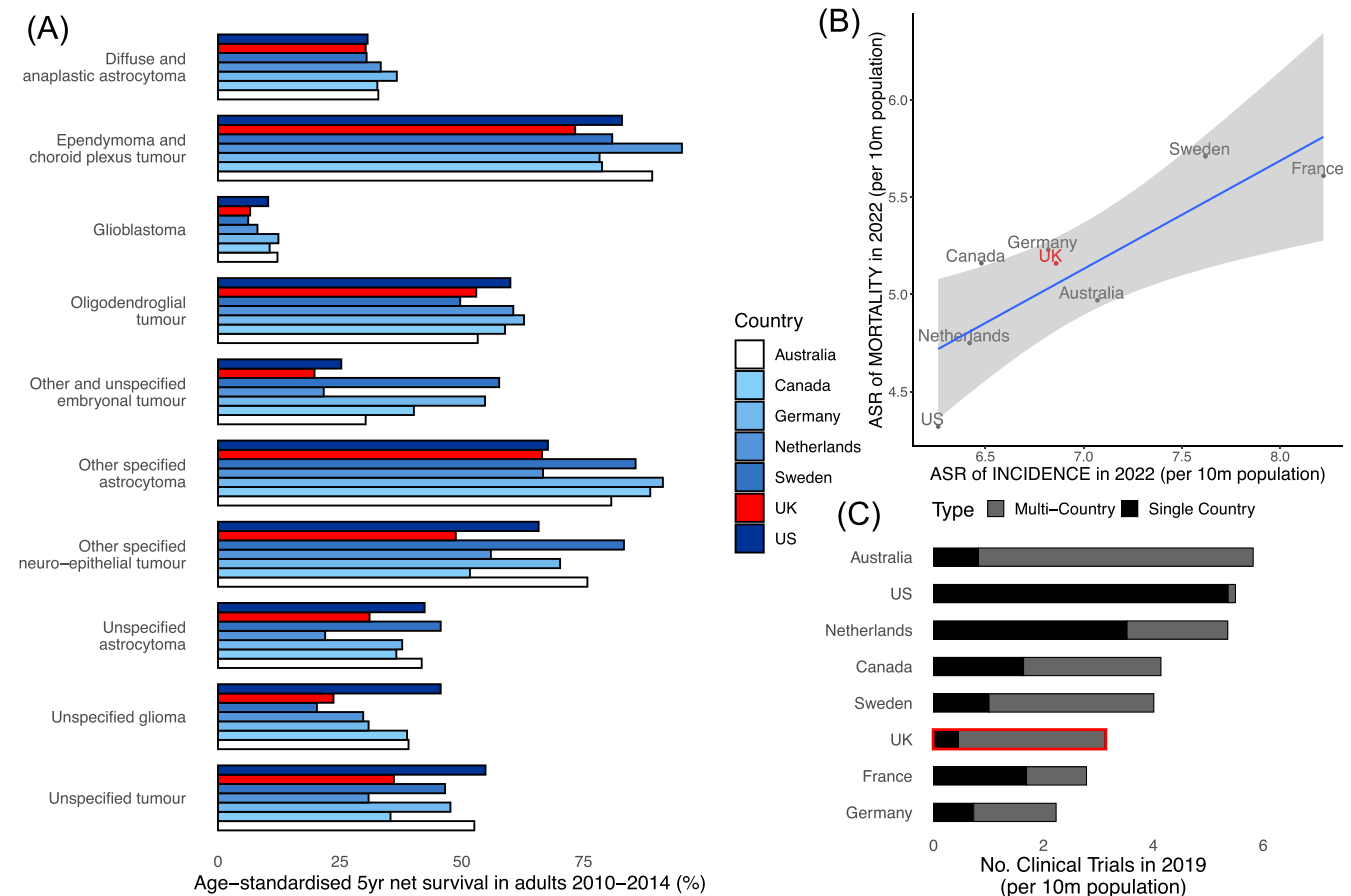 (A)
Diffuse and
anaplastic astrocytoma
Ependymoma and
choroid plexus tumour
Glioblastoma
Oligodendroglial
tumour
Other and unspecified
embryonal tumour
Other specified
astrocytoma
Other specified
neuro−epithelial tumour
Unspecified
astrocytoma
Unspecified glioma
Unspecified tumour
0 25 50 75
Age−standardised 5yr net survival in adults 2010−2014 (%)
Country
Australia
Canada
Germany
Netherlands
Sweden
UK
US
(B)
ASR of MORTALITY in 2022 (per 10m population)
6.0
5.5
5.0
4.5
Sweden
France
Germany
Canada
UK
Australia
Netherlands
US
6.5 7.0 7.5 8.0
ASR of INCIDENCE in 2022 (per 10m population)
(C)
Type Multi−Country Single Country
Australia
US
Netherlands
Canada
Sweden
UK
France
Germany
0 2 4 6
No. Clinical Trials in 2019
(per 10m population)